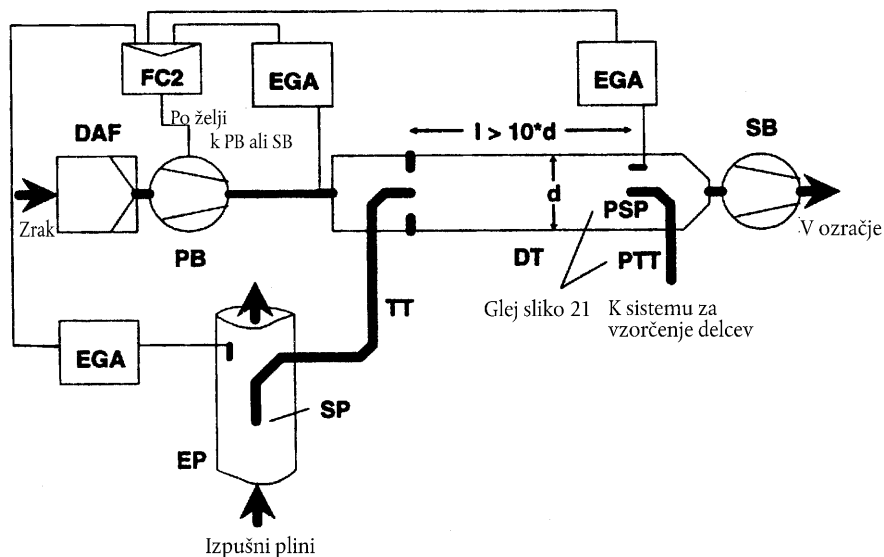 FC2
EGA
EGA
Po želji
k PB ali SB
DAF
l > 10*d
SB
Zrak
d
PSP
V ozračje
PB
DT
PTT
TT
Glej sliko 21
K sistemu za
vzorčenje delcev
EGA
SP
EP
Izpušni plini